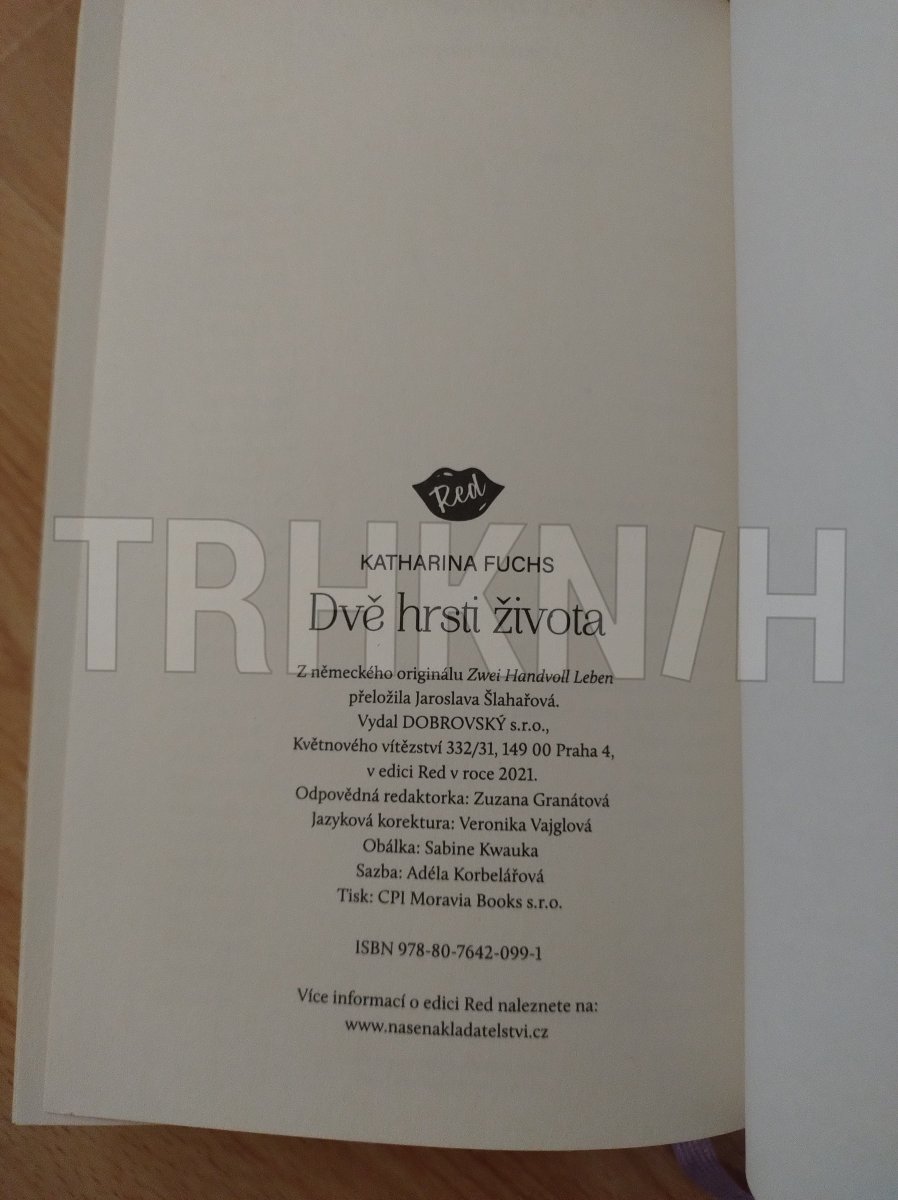 Red
KATHARINA FUCHS
Dvě hrsti života
Z německého originálu Zwei Handvoll Leben
přeložila Jaroslava Šlahařová.
Vydal DOBROVSKÝ s.r.o.,
Květnového vítězství 332/31, 149 00 Praha 4,
v edici Red v roce 2021.
Odpovědná redaktorka: Zuzana Granátová
Jazyková korektura: Veronika Vajglová
Obálka: Sabine Kwauka
Sazba: Adéla Korbelářová
Tisk: CPI Moravia Books s.r.o.
ISBN 978-80-7642-099-1
Více informací o edici Red naleznete na:
www.nasenakladatelstvi.cz
TRHKN/H